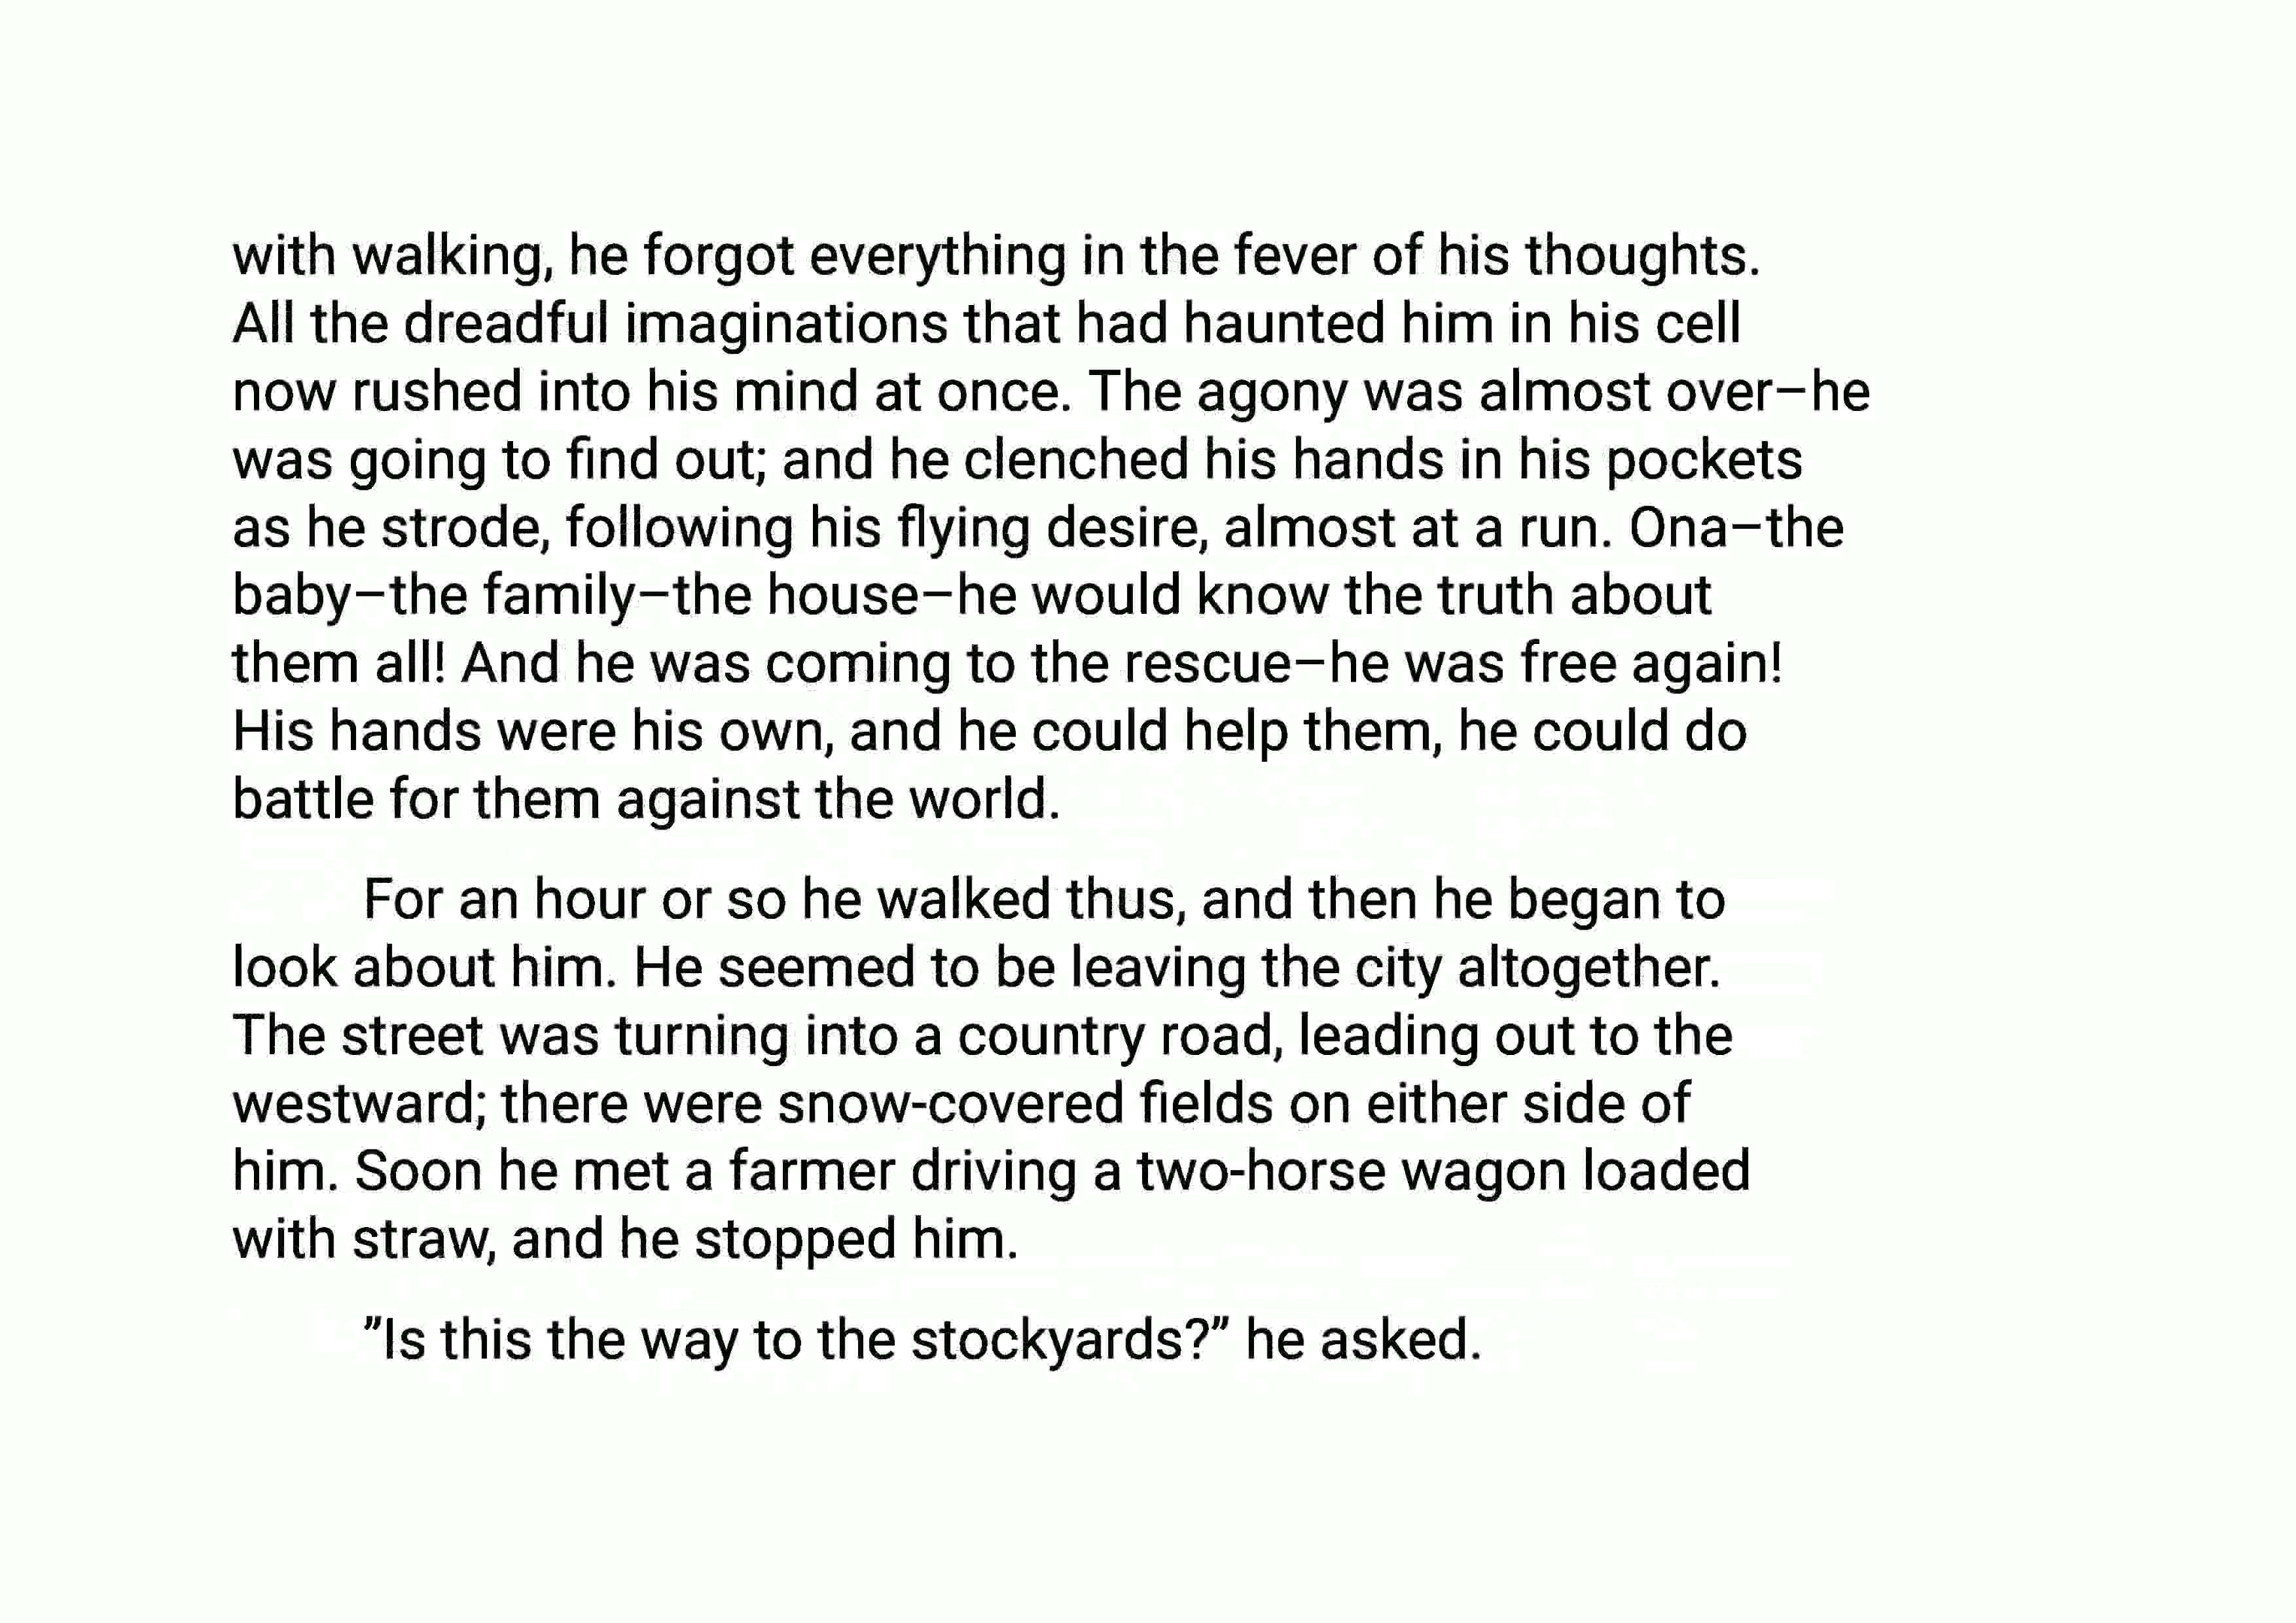 with walking, he forgot everything in the fever of his thoughts.
All the dreadful imaginations that had haunted him in his cell
now rushed into his mind at once. The agony was almost over–he
was going to find out; and he clenched his hands in his pockets
as he strode, following his flying desire, almost at a run. Ona–the
baby–the family–the house–he would know the truth about
them all! And he was coming to the rescue–he was free again!
His hands were his own, and he could help them, he could do
battle for them against the world.
For an hour or so he walked thus, and then he began to
look about him. He seemed to be leaving the city altogether.
The street was turning into a country road, leading out to the
westward; there were snow-covered fields on either side of
him. Soon he met a farmer driving a two-horse wagon loaded
with straw, and he stopped him.
”Is this the way to the stockyards?” he asked.